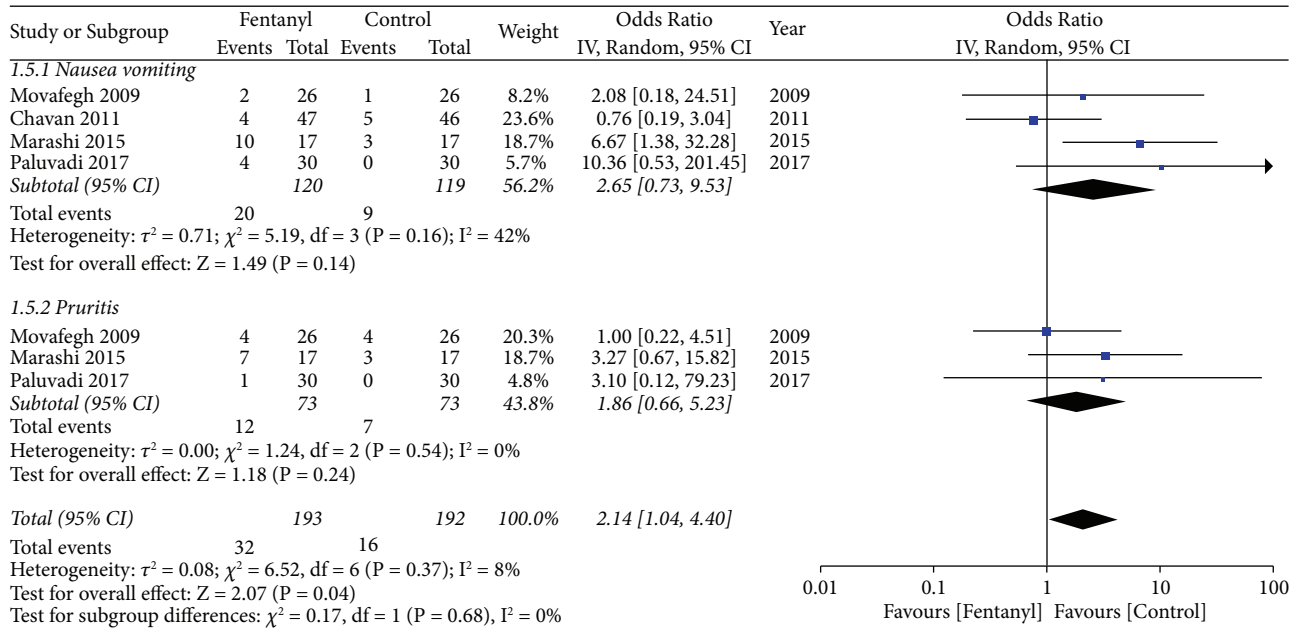 Study or Subgroup Fentanyl Control Weight Odds Ratio Year Odds Ratio
Events Total Events Total IV, Random, 95% CI IV, Random, 95% CI
1.5.1 Nausea vomiting
Movafegh 2009 2 26 1 26 8.2% 2.08 [0.18, 24.51] 2009
Chavan 2011 4 47 5 46 23.6% 0.76 [0.19, 3.04] 2011
Marashi 2015 10 17 3 17 18.7% 6.67 [1.38, 32.28] 2015
Paluvadi 2017 4 30 0 30 5.7% 10.36 [0.53, 201.45] 2017
Subtotal (95% CI) 120 119 56.2% 2.65 [0.73, 9.53]
Total events 20 9
Heterogeneity: τ² = 0.71; χ² = 5.19, df = 3 (P = 0.16); I² = 42%
Test for overall effect: Z = 1.49 (P = 0.14)
1.5.2 Pruritis
Movafegh 2009 4 26 4 26 20.3% 1.00 [0.22, 4.51] 2009
Marashi 2015 7 17 3 17 18.7% 3.27 [0.67, 15.82] 2015
Paluvadi 2017 1 30 0 30 4.8% 3.10 [0.12, 79.23] 2017
Subtotal (95% CI) 73 73 43.8% 1.86 [0.66, 5.23]
Total events 12 7
Heterogeneity: τ² = 0.00; χ² = 1.24, df = 2 (P = 0.54); I² = 0%
Test for overall effect: Z = 1.18 (P = 0.24)
Total (95% CI) 193 192 100.0% 2.14 [1.04, 4.40]
Total events 32 16
Heterogeneity: τ² = 0.08; χ² = 6.52, df = 6 (P = 0.37); I² = 8%
Test for overall effect: Z = 2.07 (P = 0.04)
Test for subgroup differences: χ² = 0.17, df = 1 (P = 0.68), I² = 0%
0.01 0.1 1 10 100
Favours [Fentanyl] Favours [Control]